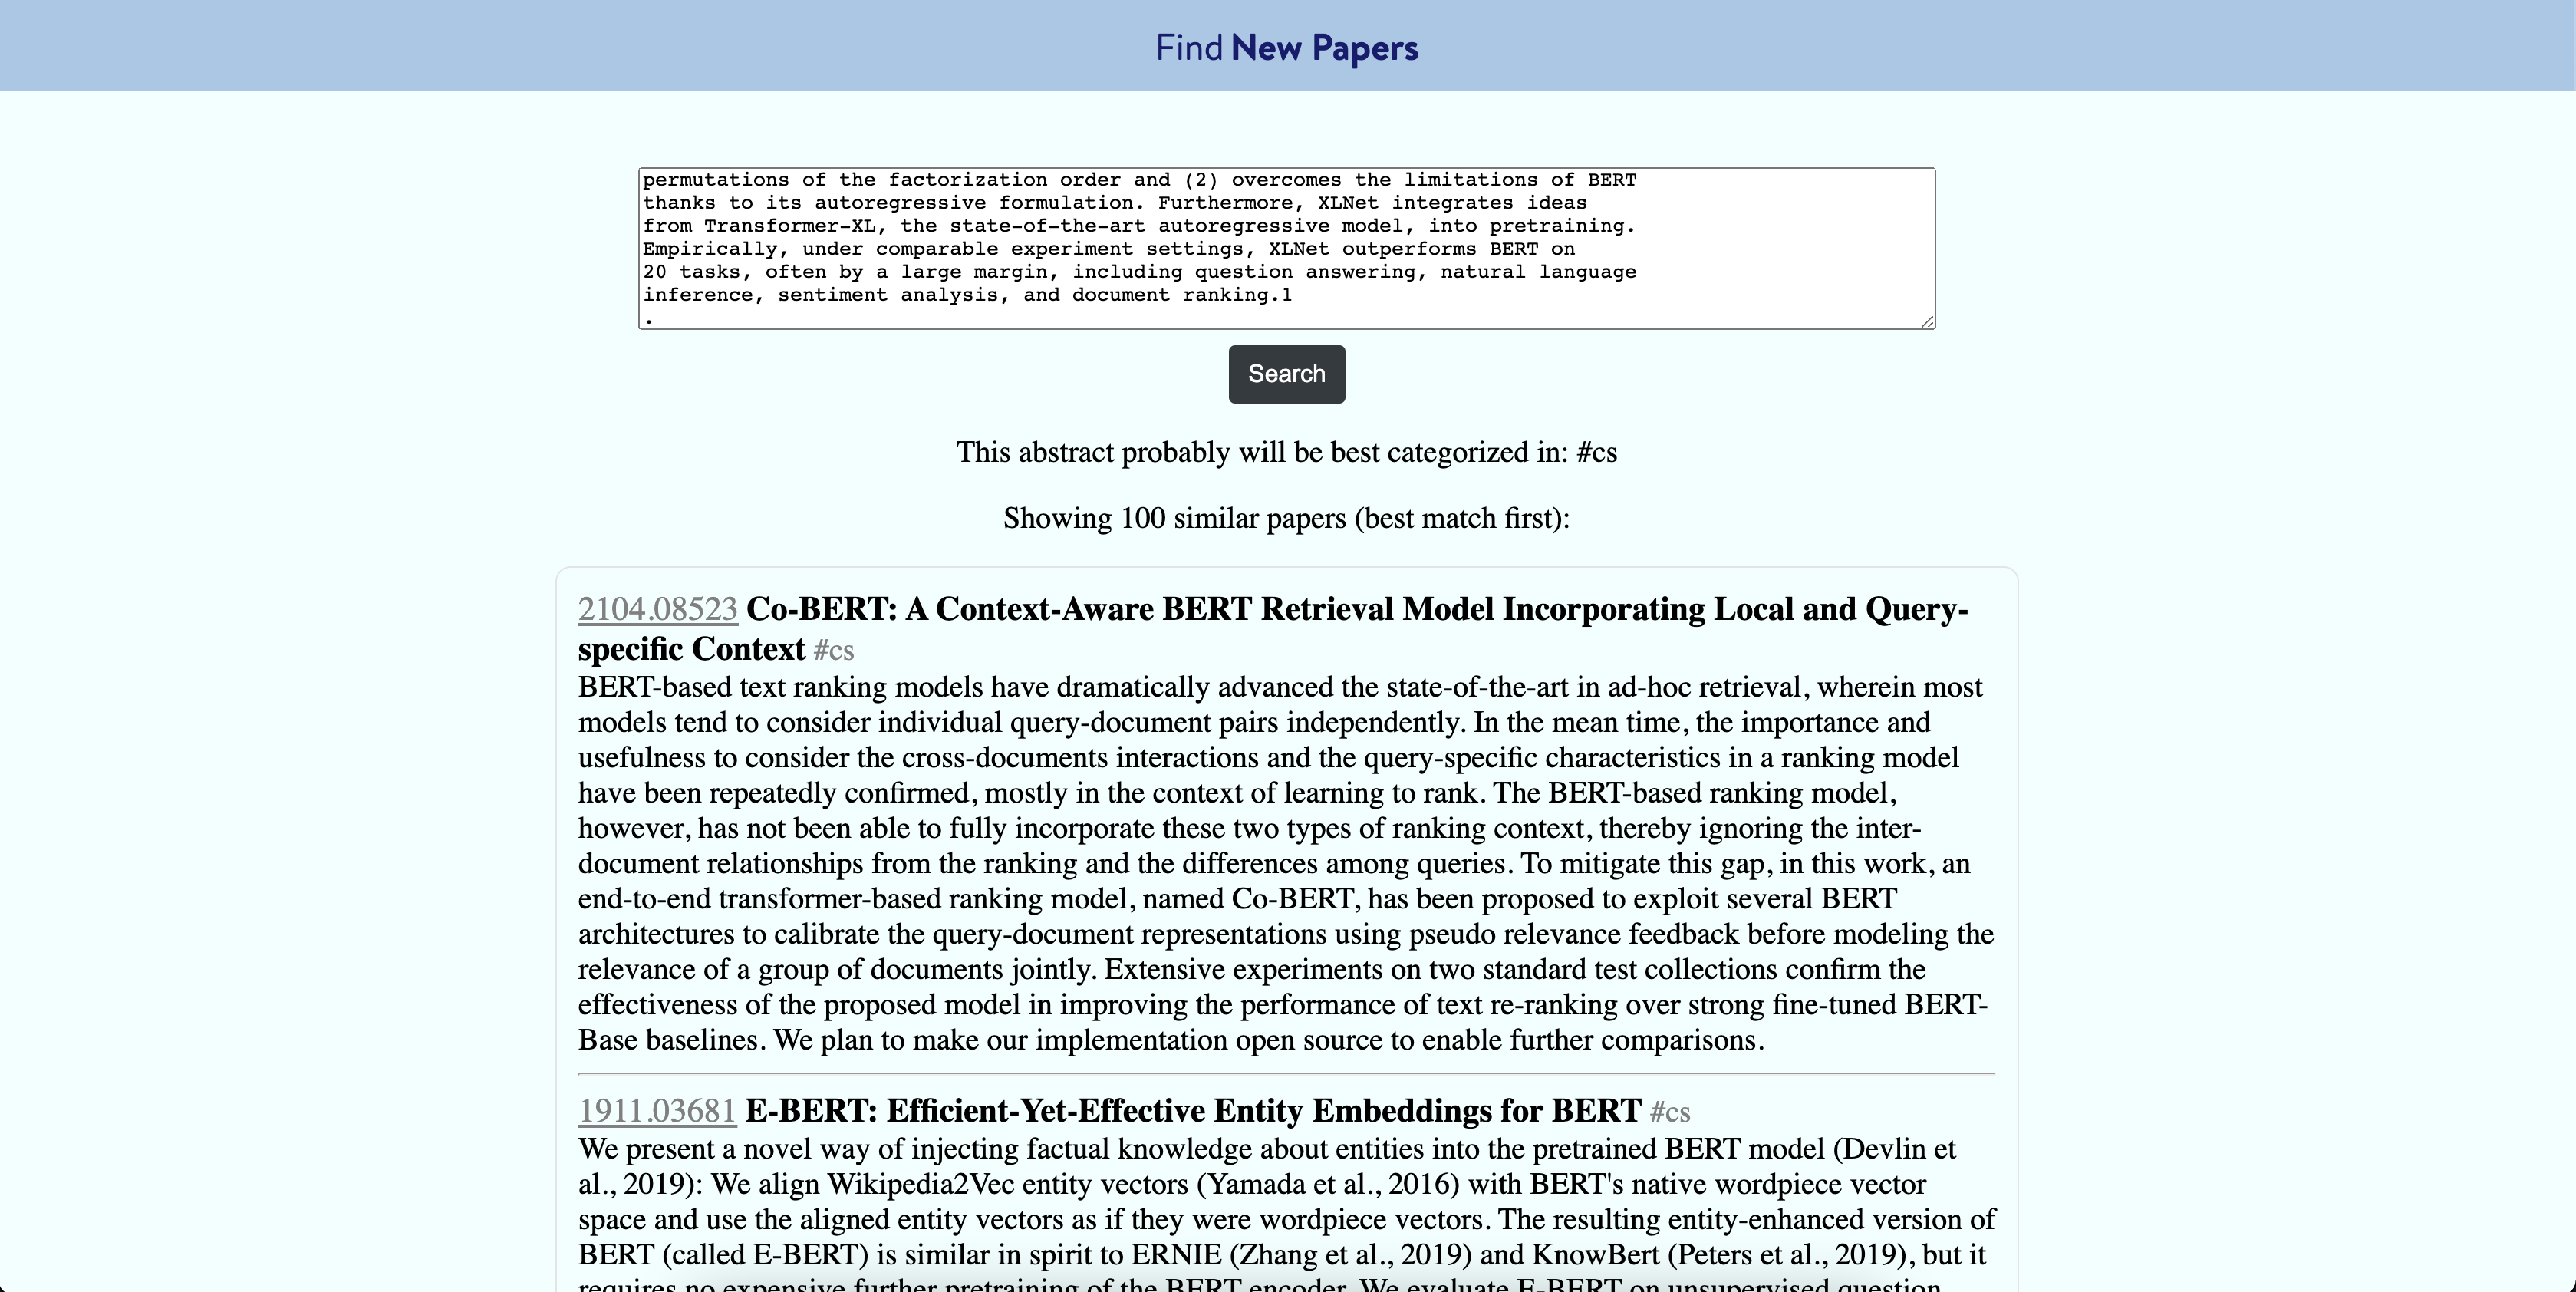 Find New Papers
permutations of the factorization order and (2) overcomes the limitations of BERT
thanks to its autoregressive formulation. Furthermore, XLNet integrates ideas
from Transformer-XL, the state-of-the-art autoregressive model, into pretraining.
Empirically, under comparable experiment settings, XLNet outperforms BERT on
20 tasks, often by a large margin, including question answering, natural language
inference, sentiment analysis, and document ranking.1
.
Search
This abstract probably will be best categorized in: #cs
Showing 100 similar papers (best match first):
2104.08523 Co-BERT: A Context-Aware BERT Retrieval Model Incorporating Local and Query-
specific Context #cs
BERT-based text ranking models have dramatically advanced the state-of-the-art in ad-hoc retrieval, wherein most
models tend to consider individual query-document pairs independently. In the mean time, the importance and
usefulness to consider the cross-documents interactions and the query-specific characteristics in a ranking model
have been repeatedly confirmed, mostly in the context of learning to rank. The BERT-based ranking model,
however, has not been able to fully incorporate these two types of ranking context, thereby ignoring the inter-
document relationships from the ranking and the differences among queries. To mitigate this gap, in this work, an
end-to-end transformer-based ranking model, named Co-BERT, has been proposed to exploit several BERT
architectures to calibrate the query-document representations using pseudo relevance feedback before modeling the
relevance of a group of documents jointly. Extensive experiments on two standard test collections confirm the
effectiveness of the proposed model in improving the performance of text re-ranking over strong fine-tuned BERT-
Base baselines. We plan to make our implementation open source to enable further comparisons.
1911.03681 E-BERT: Efficient-Yet-Effective Entity Embeddings for BERT #cs
We present a novel way of injecting factual knowledge about entities into the pretrained BERT model (Devlin et
al., 2019): We align Wikipedia2Vec entity vectors (Yamada et al., 2016) with BERT's native wordpiece vector
space and use the aligned entity vectors as if they were wordpiece vectors. The resulting entity-enhanced version of
BERT (called E-BERT) is similar in spirit to ERNIE (Zhang et al., 2019) and KnowBert (Peters et al., 2019), but it
requires no expensive further pretraining of the BERT encoder. We evaluate E-BERT on unsupervised question